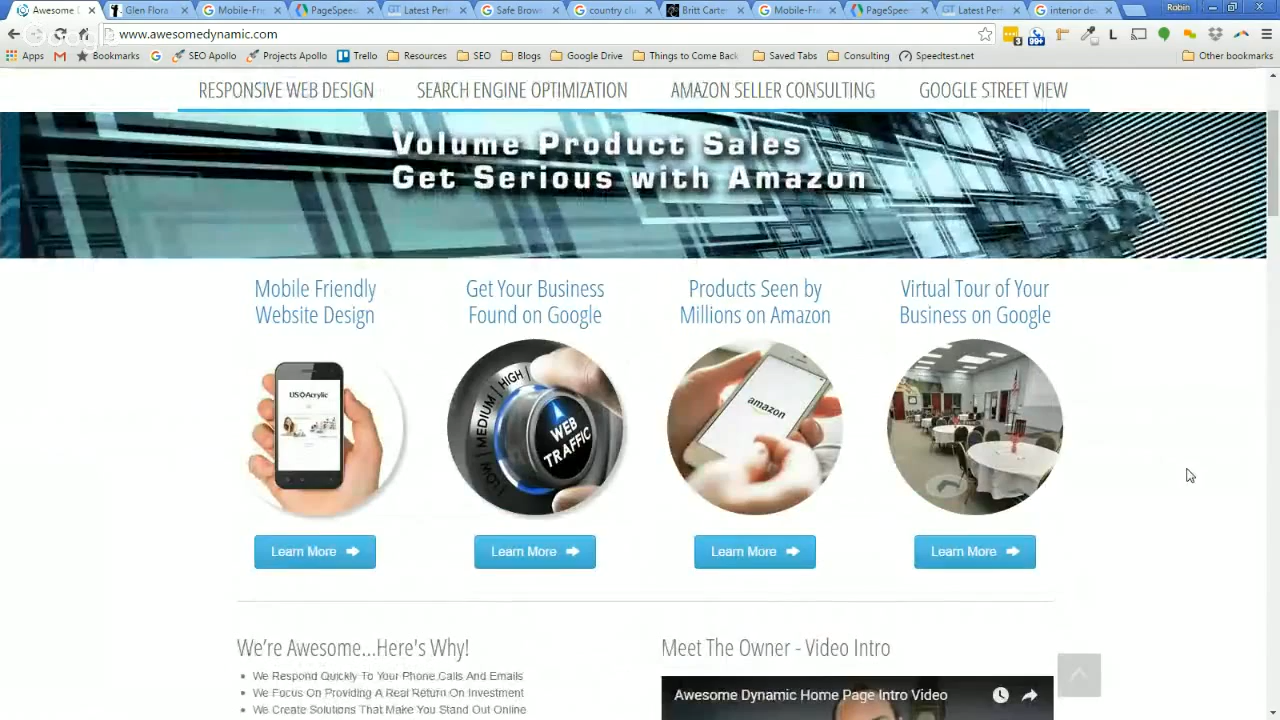 Awesome D
Glen Flora
Mobile-Fri
PageSpeed
Latest Perf
Safe Brow
country clu
Britt Carter
Mobile-Fri
PageSpeed
Latest Perf
interior des
Robin
Google
www.awesomedynamic.com
3
99+
L
Apps
Bookmarks
SEO Apollo
Projects Apollo
Trello
Resources
SEO
Blogs
Google Drive
Things to Come Back
Saved Tabs
Consulting
Speedtest.net
Other bookmarks
RESPONSIVE WEB DESIGN
SEARCH ENGINE OPTIMIZATION
AMAZON SELLER CONSULTING
GOOGLE STREET VIEW
Volume Product Sales
Get Serious with Amazon
Mobile Friendly
Website Design
Get Your Business
Found on Google
Products Seen by
Millions on Amazon
Virtual Tour of Your
Business on Google
LOW | MEDIUM | HIGH |
WEB
TRAFFIC
amazon
Learn More
Learn More
Learn More
Learn More
We're Awesome...Here's Why!
We Respond Quickly To Your Phone Calls And Emails
We Focus On Providing A Real Return On Investment
We Create Solutions That Make You Stand Out Online
Meet The Owner - Video Intro
Awesome Dynamic Home Page Intro Video